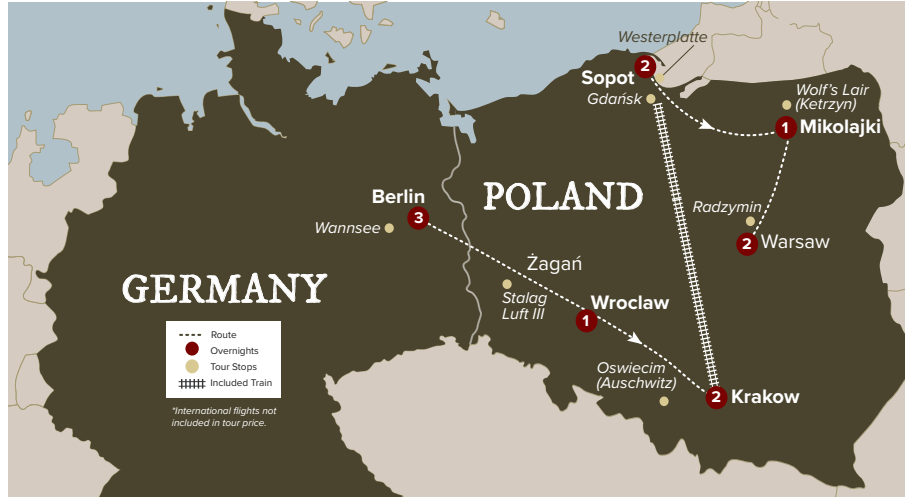 Westerplatte
2
Sopot
Gdańsk
Wolf's Lair
(Ketrzyn)
1
Mikolajki
POLAND
Berlin
3
Wannsee
Radzymin
2
Warsaw
GERMANY
Żagań
Stalag
Luft III
Wroclaw
1
Route
Overnights
Tour Stops
Included Train
*International flights not
included in tour price.
Oswiecim
(Auschwitz)
2
Krakow